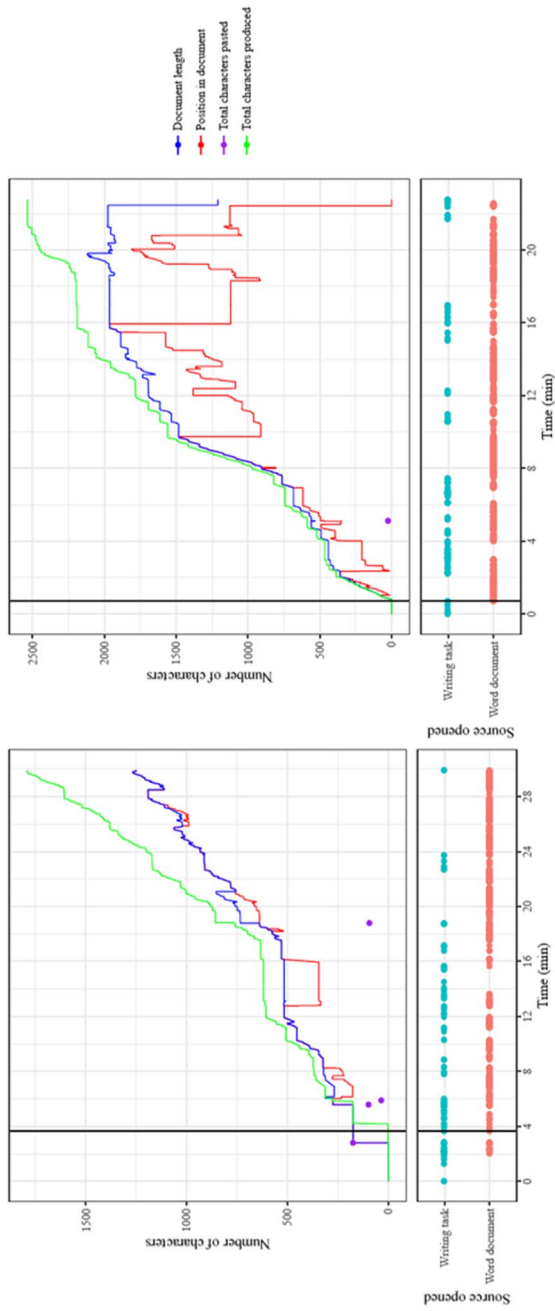 Number of characters
1500
1000
500
0
Writing task
Word document
Source opened
0 4 8 12 16 20 24 28
Time (min)
Number of characters
2500
2000
1500
1000
500
0
Writing task
Word document
Source opened
0 4 8 12 16 20
Time (min)
Document length
Position in document
Total characters pasted
Total characters produced